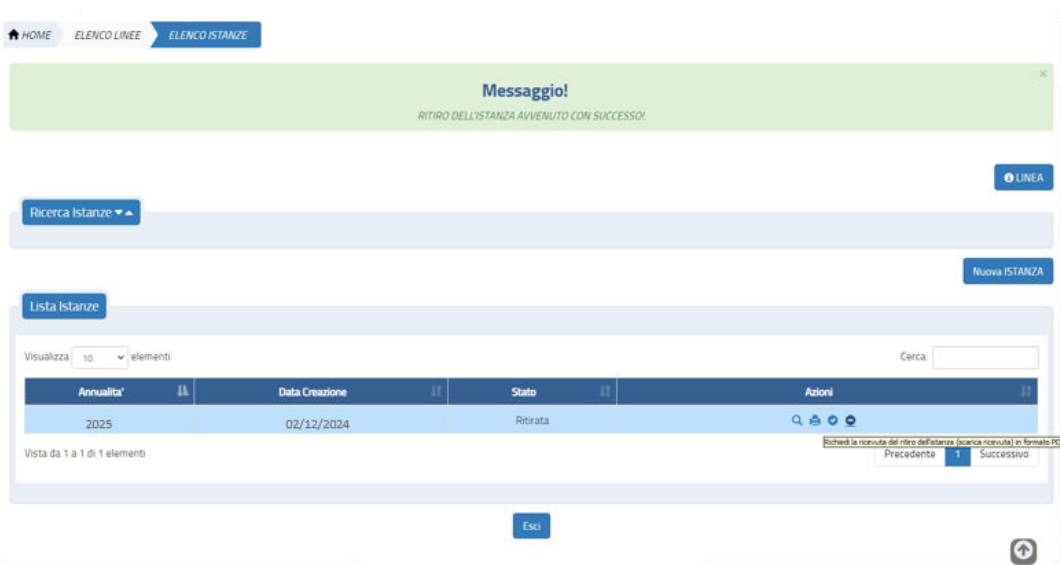 HOME ELENCO LINEE ELENCO ISTANZE
×
Messaggio!
RITIRO DELL'ISTANZA AVVENUTO CON SUCCESSO!.
LINEA
Ricerca Istanze
Nuova ISTANZA
Lista Istanze
Visualizza 10 elementi Cerca:
Annualita' Data Creazione Stato Azioni
2025 02/12/2024 Ritirata
Richiedi la ricevuta del ritiro dell'istanza (scarica ricevuta) in formato PD
Vista da 1 a 1 di 1 elementi Precedente 1 Successivo
Esci